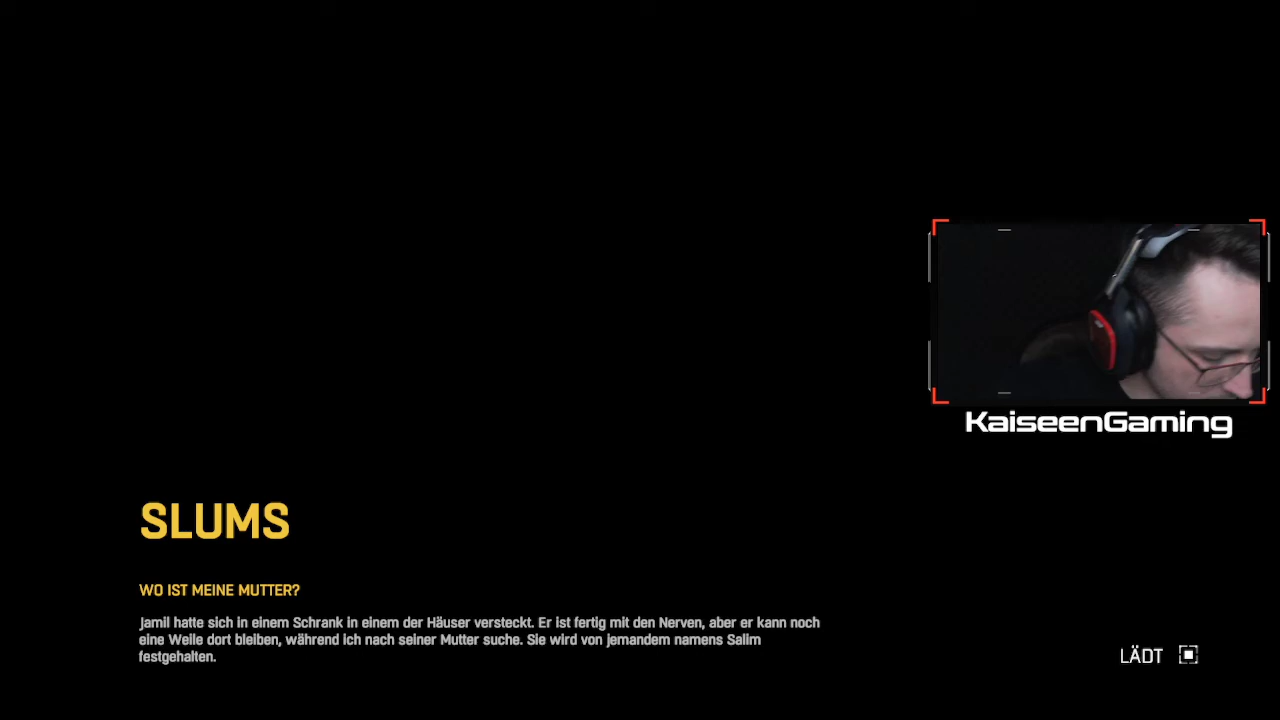 KaiseenGaming
SLUMS
WO IST MEINE MUTTER?
Jamil hatte sich in einem Schrank in einem der Häuser versteckt. Er ist fertig mit den Nerven, aber er kann noch
eine Weile dort bleiben, während ich nach seiner Mutter suche. Sie wird von jemandem namens Salim
festgehalten.
LÄDT